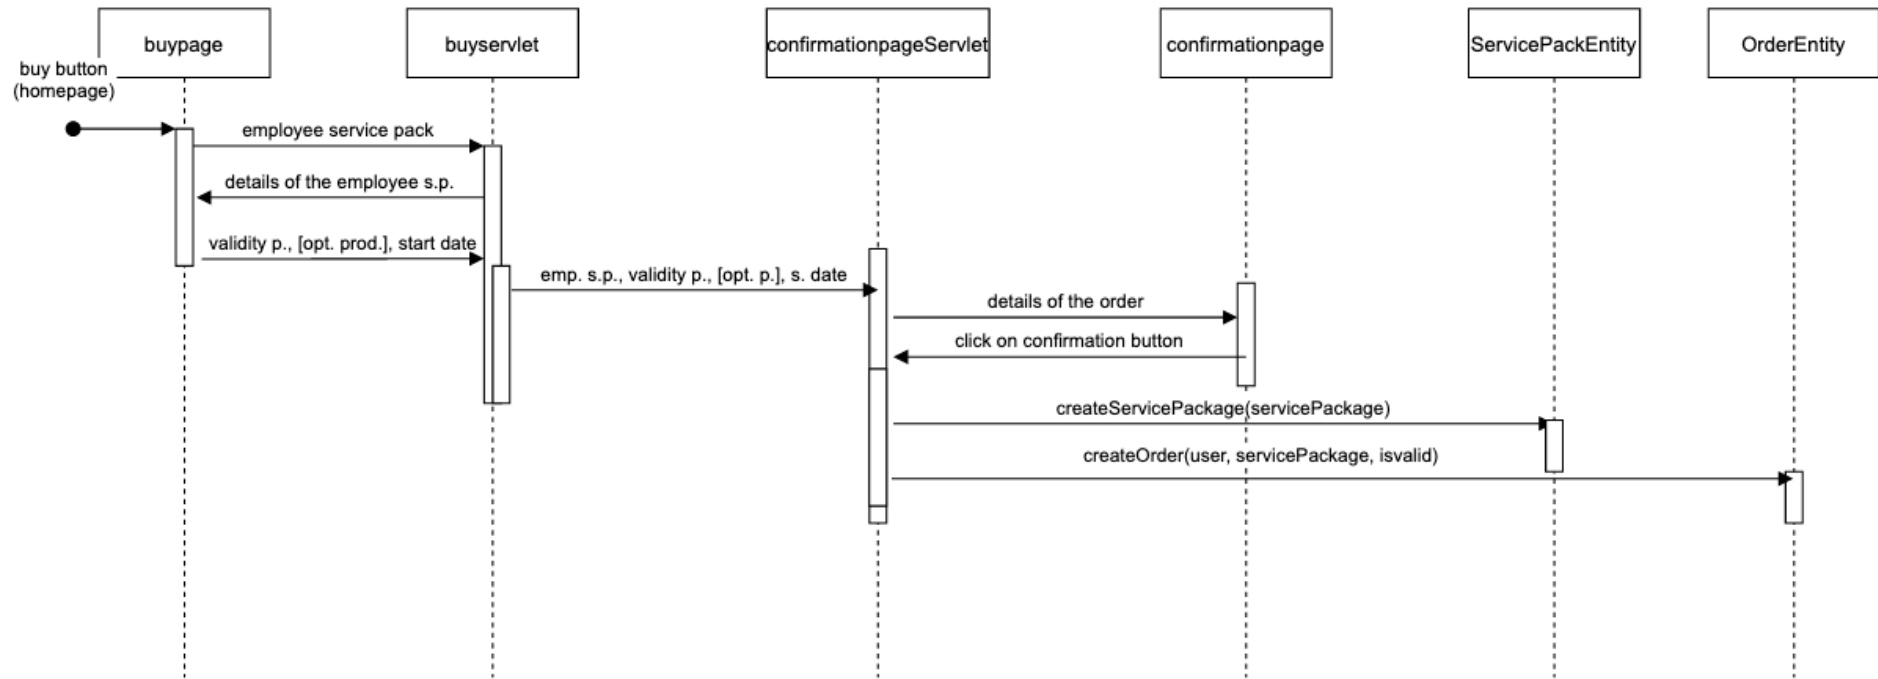 buypage
buyservlet
confirmationpageServlet
confirmationpage
ServicePackEntity
OrderEntity
buy button
(homepage)
employee service pack
details of the employee s.p.
validity p., [opt. prod.], start date
emp. s.p., validity p., [opt. p.], s. date
details of the order
click on confirmation button
createServicePackage(servicePackage)
createOrder(user, servicePackage, isvalid)